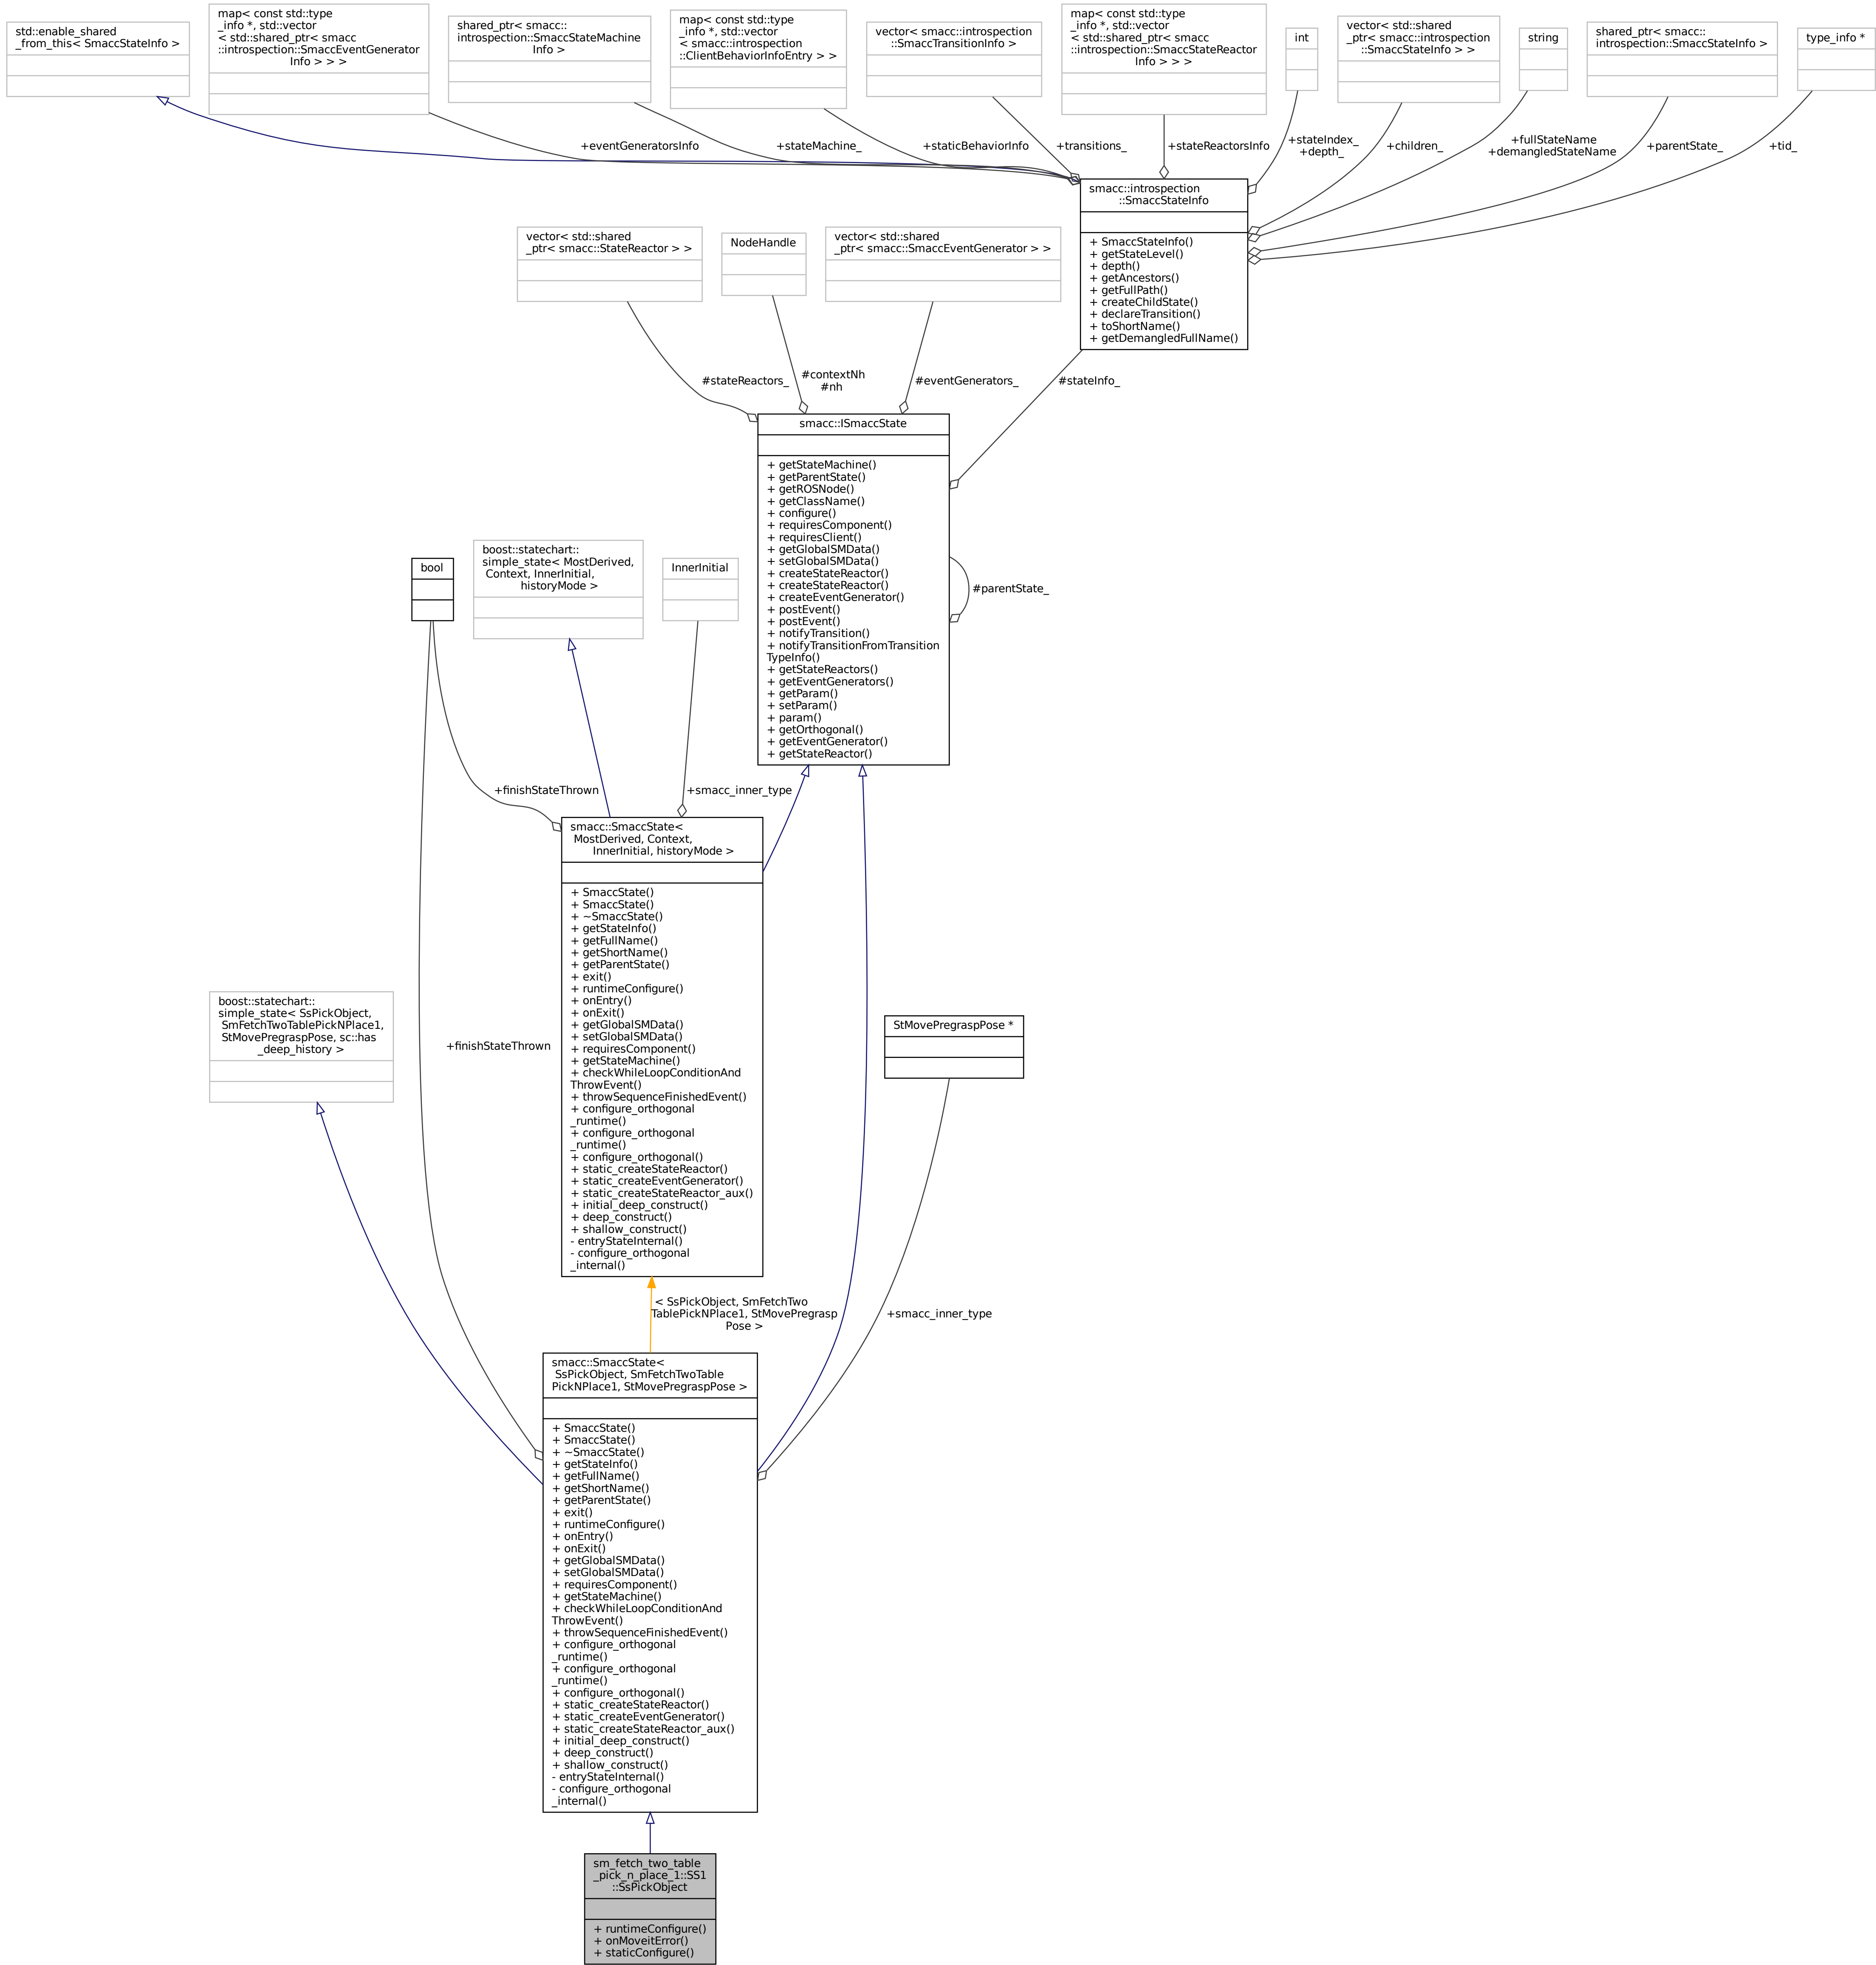 std::enable_shared
_from_this< SmaccStateInfo >
map< const std::type
_info *, std::vector
< std::shared_ptr< smacc
::introspection::SmaccEventGenerator
Info > > >
shared_ptr< smacc::
introspection::SmaccStateMachine
Info >
map< const std::type
_info *, std::vector
< smacc::introspection
::ClientBehaviorInfoEntry > >
vector< smacc::introspection
::SmaccTransitionInfo >
map< const std::type
_info *, std::vector
< std::shared_ptr< smacc
::introspection::SmaccStateReactor
Info > > >
int
vector< std::shared
_ptr< smacc::introspection
::SmaccStateInfo > >
string
shared_ptr< smacc::
introspection::SmaccStateInfo >
type_info *
+eventGeneratorsInfo
+stateMachine_
+staticBehaviorInfo
+transitions_
+stateReactorsInfo
+stateIndex_
+depth_
+children_
+fullStateName
+demangledStateName
+parentState_
+tid_
smacc::introspection
::SmaccStateInfo
+ SmaccStateInfo()
+ getStateLevel()
+ depth()
+ getAncestors()
+ getFullPath()
+ createChildState()
+ declareTransition()
+ toShortName()
+ getDemangledFullName()
vector< std::shared
_ptr< smacc::StateReactor > >
NodeHandle
vector< std::shared
_ptr< smacc::SmaccEventGenerator > >
#stateReactors_
#contextNh
#nh
#eventGenerators_
#stateInfo_
smacc::ISmaccState
+ getStateMachine()
+ getParentState()
+ getROSNode()
+ getClassName()
+ configure()
+ requiresComponent()
+ requiresClient()
+ getGlobalSMData()
+ setGlobalSMData()
+ createStateReactor()
+ createStateReactor()
+ createEventGenerator()
+ postEvent()
+ postEvent()
+ notifyTransition()
+ notifyTransitionFromTransition
TypeInfo()
+ getStateReactors()
+ getEventGenerators()
+ getParam()
+ setParam()
+ param()
+ getOrthogonal()
+ getEventGenerator()
+ getStateReactor()
#parentState_
bool
boost::statechart::
simple_state< MostDerived,
Context, InnerInitial,
historyMode >
InnerInitial
+finishStateThrown
+smacc_inner_type
smacc::SmaccState<
MostDerived, Context,
InnerInitial, historyMode >
+ SmaccState()
+ SmaccState()
+ ~SmaccState()
+ getStateInfo()
+ getFullName()
+ getShortName()
+ getParentState()
+ exit()
+ runtimeConfigure()
+ onEntry()
+ onExit()
+ getGlobalSMData()
+ setGlobalSMData()
+ requiresComponent()
+ getStateMachine()
+ checkWhileLoopConditionAnd
ThrowEvent()
+ throwSequenceFinishedEvent()
+ configure_orthogonal
_runtime()
+ configure_orthogonal
_runtime()
+ configure_orthogonal()
+ static_createStateReactor()
+ static_createEventGenerator()
+ static_createStateReactor_aux()
+ initial_deep_construct()
+ deep_construct()
+ shallow_construct()
- entryStateInternal()
- configure_orthogonal
_internal()
boost::statechart::
simple_state< SsPickObject,
SmFetchTwoTablePickNPlace1,
StMovePregraspPose, sc::has
_deep_history >
+finishStateThrown
StMovePregraspPose *
< SsPickObject, SmFetchTwo
TablePickNPlace1, StMovePregrasp
Pose >
+smacc_inner_type
smacc::SmaccState<
SsPickObject, SmFetchTwoTable
PickNPlace1, StMovePregraspPose >
+ SmaccState()
+ SmaccState()
+ ~SmaccState()
+ getStateInfo()
+ getFullName()
+ getShortName()
+ getParentState()
+ exit()
+ runtimeConfigure()
+ onEntry()
+ onExit()
+ getGlobalSMData()
+ setGlobalSMData()
+ requiresComponent()
+ getStateMachine()
+ checkWhileLoopConditionAnd
ThrowEvent()
+ throwSequenceFinishedEvent()
+ configure_orthogonal
_runtime()
+ configure_orthogonal
_runtime()
+ configure_orthogonal()
+ static_createStateReactor()
+ static_createEventGenerator()
+ static_createStateReactor_aux()
+ initial_deep_construct()
+ deep_construct()
+ shallow_construct()
- entryStateInternal()
- configure_orthogonal
_internal()
sm_fetch_two_table
_pick_n_place_1::SS1
::SsPickObject
+ runtimeConfigure()
+ onMoveitError()
+ staticConfigure()